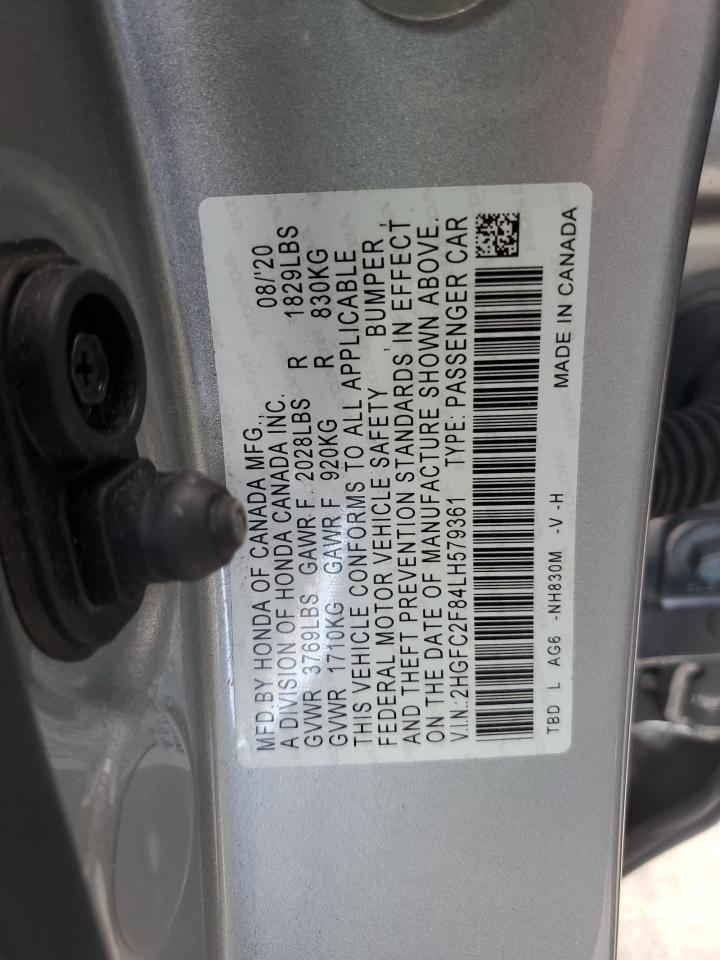 MFD BY HONDA OF CANADA MFG., 08/'20
A DIVISION OF HONDA CANADA INC.
GVWR 3769LBS GAWR F 2028LBS R 1829LBS
GVWR 1710KG GAWR F 920KG R 830KG
THIS VEHICLE CONFORMS TO ALL APPLICABLE
FEDERAL MOTOR VEHICLE SAFETY , BUMPER ,
AND THEFT PREVENTION STANDARDS IN EFFECT
ON THE DATE OF MANUFACTURE SHOWN ABOVE.
V.I.N.:2HGFC2F84LH579361 TYPE: PASSENGER CAR
TBD L AG6 -NH830M -V -H
MADE IN CANADA